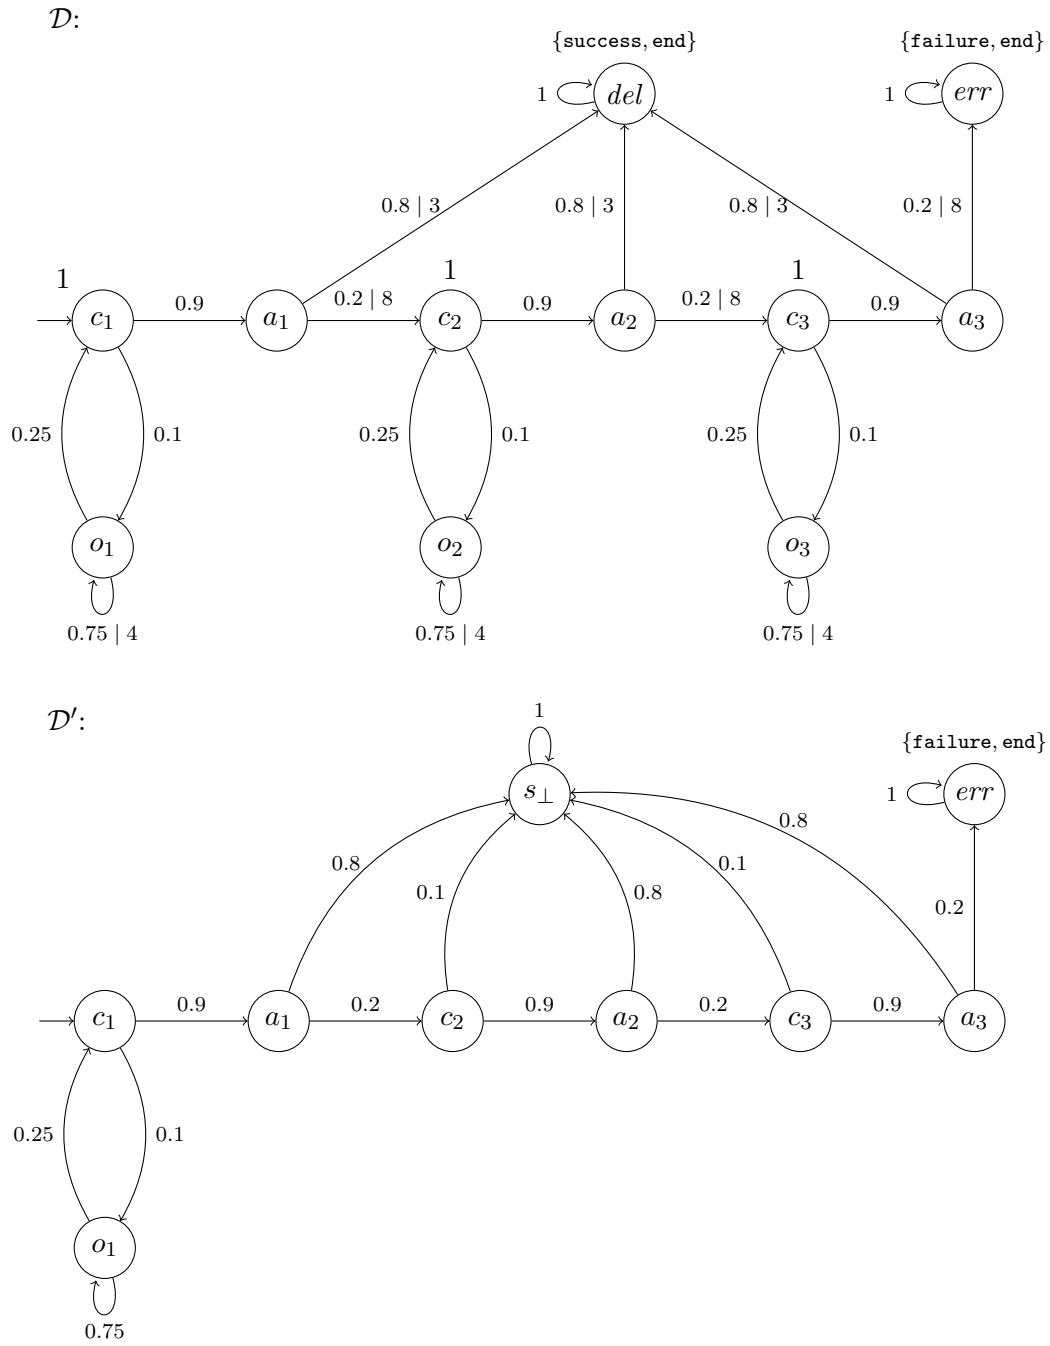 𝒟:
{success, end} {failure, end}
1 del 1 err
0.8 | 3 0.8 | 3 0.8 | 3 0.2 | 8
1 1 1
c₁ 0.9 a₁ 0.2 | 8 c₂ 0.9 a₂ 0.2 | 8 c₃ 0.9 a₃
0.25 0.1 0.25 0.1 0.25 0.1
o₁ o₂ o₃
0.75 | 4 0.75 | 4 0.75 | 4
𝒟′:
1
{failure, end}
s⊥ 1 err
0.8
0.8 0.1 0.8 0.1
0.2
c₁ 0.9 a₁ 0.2 c₂ 0.9 a₂ 0.2 c₃ 0.9 a₃
0.25 0.1
o₁
0.75